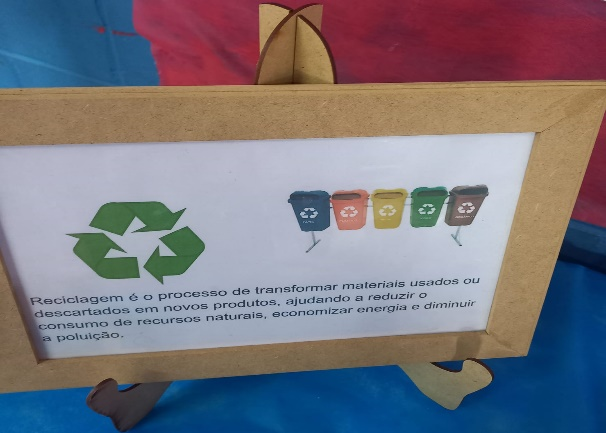 Reciclagem é o processo de transformar materiais usados ou
descartados em novos produtos, ajudando a reduzir o
consumo de recursos naturais, economizar energia e diminuir
a poluição.